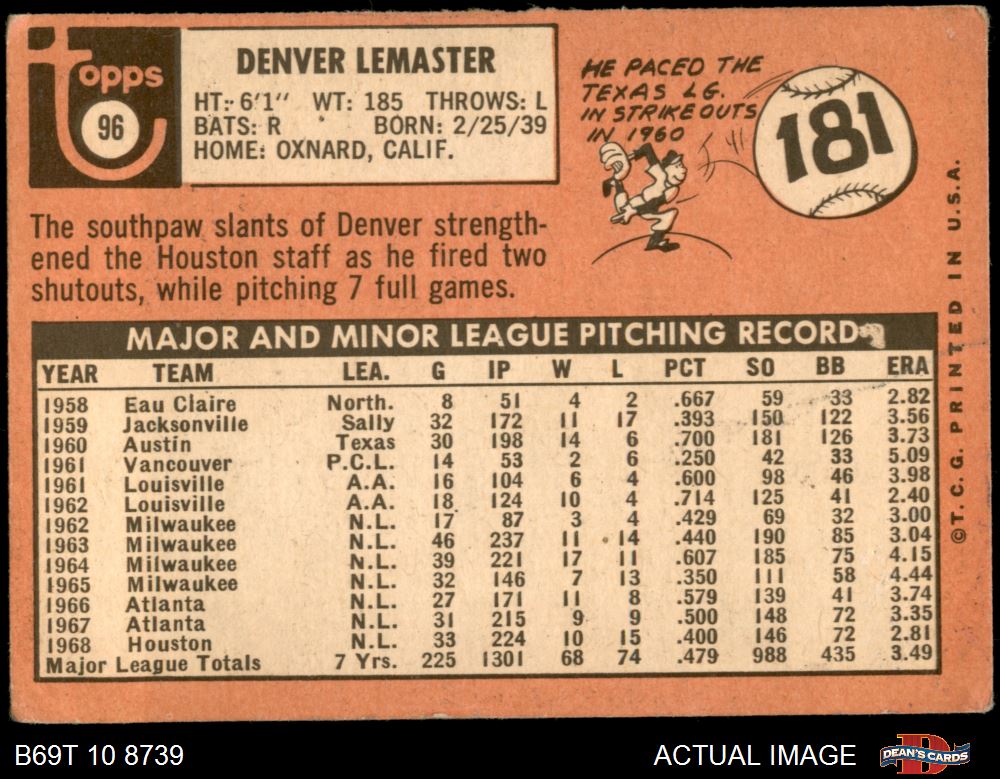 topps
96
DENVER LEMASTER
HT: 6'1" WT: 185 THROWS: L
BATS: R BORN: 2/25/39
HOME: OXNARD, CALIF.
HE PACED THE
TEXAS LG.
IN STRIKEOUTS
IN 1960
181
The southpaw slants of Denver strength-
ened the Houston staff as he fired two
shutouts, while pitching 7 full games.
MAJOR AND MINOR LEAGUE PITCHING RECORD
YEAR TEAM LEA. G IP W L PCT SO BB ERA
1958 Eau Claire North. 8 51 4 2 .667 59 33 2.82
1959 Jacksonville Sally 32 172 11 17 .393 150 122 3.56
1960 Austin Texas 30 198 14 6 .700 181 126 3.73
1961 Vancouver P.C.L. 14 53 2 6 .250 42 33 5.09
1961 Louisville A.A. 16 104 6 4 .600 98 46 3.98
1962 Louisville A.A. 18 124 10 4 .714 125 41 2.40
1962 Milwaukee N.L. 17 87 3 4 .429 69 32 3.00
1963 Milwaukee N.L. 46 237 11 14 .440 190 85 3.04
1964 Milwaukee N.L. 39 221 17 11 .607 185 75 4.15
1965 Milwaukee N.L. 32 146 7 13 .350 111 58 4.44
1966 Atlanta N.L. 27 171 11 8 .579 139 41 3.74
1967 Atlanta N.L. 31 215 9 9 .500 148 72 3.35
1968 Houston N.L. 33 224 10 15 .400 146 72 2.81
Major League Totals 7 Yrs. 225 1301 68 74 .479 988 435 3.49
©T.C.G. PRINTED IN U.S.A.
B69T 10 8739
ACTUAL IMAGE
DEAN'S CARDS